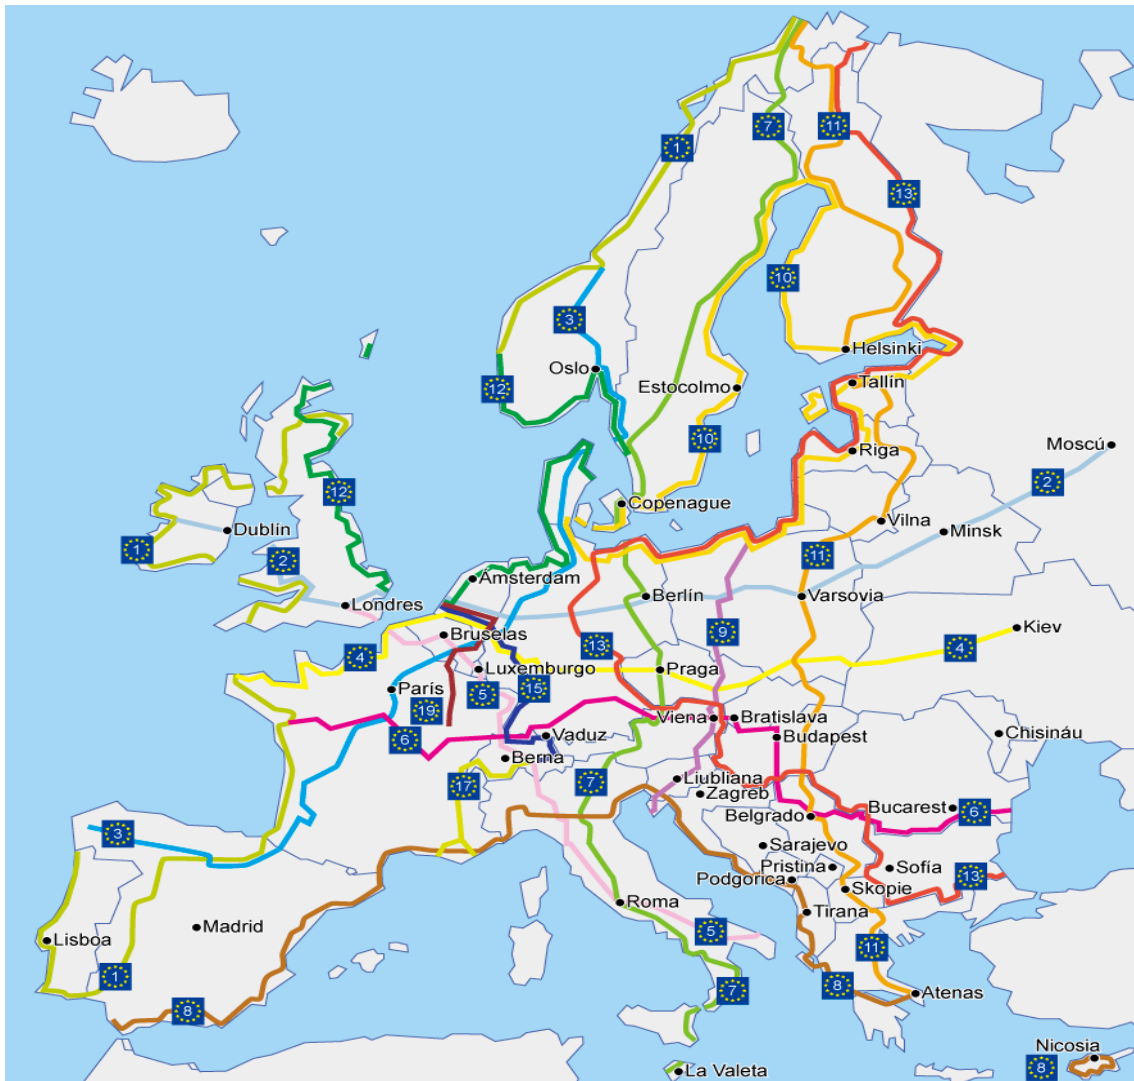 7
11
1
13
10
3
Helsinki
Oslo
Tallín
12
Estocolmo
10
Moscú
Riga
2
12
Copenague
Vilna
Dublín
Minsk
1
11
2
Ámsterdam
Berlín
Varsovia
Londres
Kiev
Bruselas
9
13
4
4
Luxemburgo
Praga
París
5
15
19
Viena
Bratislava
6
Vaduz
Budapest
Chisináu
Berna
7
Liubliana
17
Zagreb
Bucarest
6
Belgrado
3
Sarajevo
Pristina
Sofía
13
Podgorica
Skopie
Roma
Tirana
Madrid
5
Lisboa
11
1
8
7
Atenas
8
Nicosia
8
La Valeta